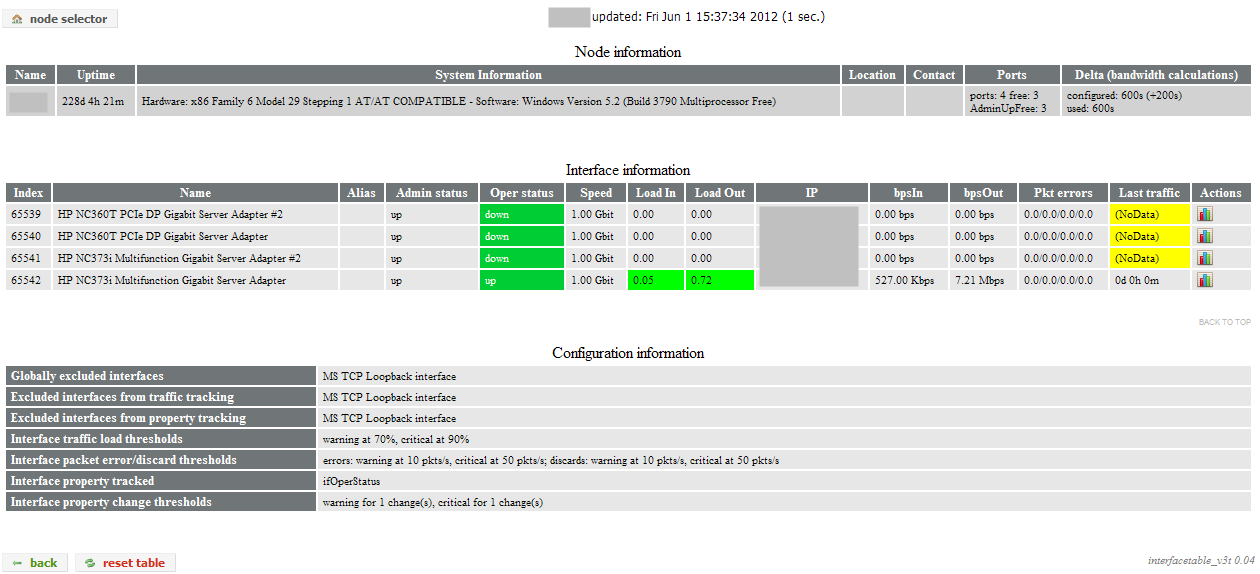 node selector
updated: Fri Jun 1 15:37:34 2012 (1 sec.)
Node information
Name Uptime System Information Location Contact Ports Delta (bandwidth calculations)
228d 4h 21m Hardware: x86 Family 6 Model 29 Stepping 1 AT/AT COMPATIBLE - Software: Windows Version 5.2 (Build 3790 Multiprocessor Free) ports: 4 free: 3 configured: 600s (+200s)
AdminUpFree: 3 used: 600s
Interface information
Index Name Alias Admin status Oper status Speed Load In Load Out IP bpsIn bpsOut Pkt errors Last traffic Actions
65539 HP NC360T PCIe DP Gigabit Server Adapter #2 up down 1.00 Gbit 0.00 0.00 0.00 bps 0.00 bps 0.0/0.0/0.0/0.0 (NoData)
65540 HP NC360T PCIe DP Gigabit Server Adapter up down 1.00 Gbit 0.00 0.00 0.00 bps 0.00 bps 0.0/0.0/0.0/0.0 (NoData)
65541 HP NC373i Multifunction Gigabit Server Adapter #2 up down 1.00 Gbit 0.00 0.00 0.00 bps 0.00 bps 0.0/0.0/0.0/0.0 (NoData)
65542 HP NC373i Multifunction Gigabit Server Adapter up up 1.00 Gbit 0.05 0.72 527.00 Kbps 7.21 Mbps 0.0/0.0/0.0/0.0 0d 0h 0m
BACK TO TOP
Configuration information
Globally excluded interfaces MS TCP Loopback interface
Excluded interfaces from traffic tracking MS TCP Loopback interface
Excluded interfaces from property tracking MS TCP Loopback interface
Interface traffic load thresholds warning at 70%, critical at 90%
Interface packet error/discard thresholds errors: warning at 10 pkts/s, critical at 50 pkts/s; discards: warning at 10 pkts/s, critical at 50 pkts/s
Interface property tracked ifOperStatus
Interface property change thresholds warning for 1 change(s), critical for 1 change(s)
back reset table interfacetable_v3t 0.04